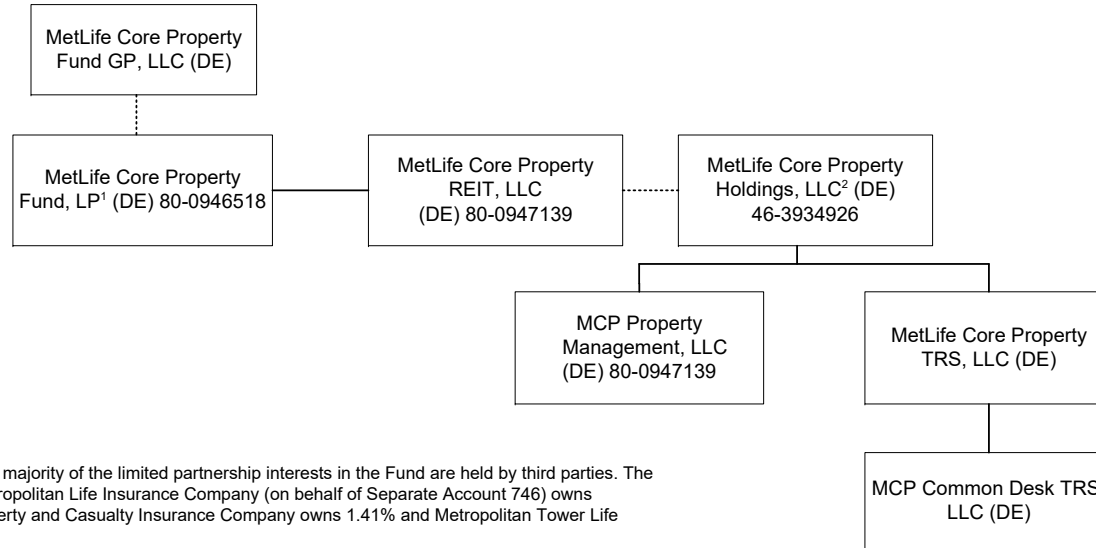 MetLife Core Property
Fund GP, LLC (DE)
MetLife Core Property
Fund, LP¹ (DE) 80-0946518
MetLife Core Property
REIT, LLC
(DE) 80-0947139
MetLife Core Property
Holdings, LLC² (DE)
46-3934926
MCP Property
Management, LLC
(DE) 80-0947139
MetLife Core Property
TRS, LLC (DE)
MCP Common Desk TRS
LLC (DE)
majority of the limited partnership interests in the Fund are held by third parties. The
ropolitan Life Insurance Company (on behalf of Separate Account 746) owns
erty and Casualty Insurance Company owns 1.41% and Metropolitan Tower Life